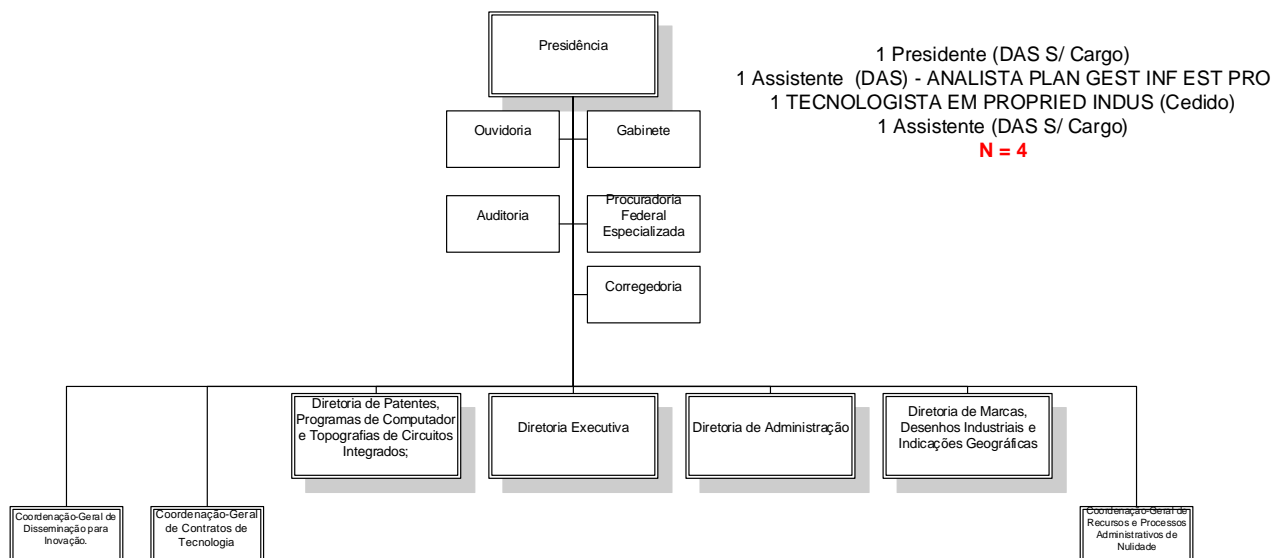 Presidência
1 Presidente (DAS S/ Cargo)
1 Assistente (DAS) - ANALISTA PLAN GEST INF EST PRO
1 TECNOLOGISTA EM PROPRIED INDUS (Cedido)
1 Assistente (DAS S/ Cargo)
N = 4
Ouvidoria
Gabinete
Auditoria
Procuradoria
Federal
Especializada
Corregedoria
Diretoria de Patentes,
Programas de Computador
e Topografias de Circuitos
Integrados;
Diretoria Executiva
Diretoria de Administração
Diretoria de Marcas,
Desenhos Industriais e
Indicações Geográficas
Coordenação-Geral de
Disseminação para
Inovação.
Coordenação-Geral
de Contratos de
Tecnologia
Coordenação-Geral de
Recursos e Processos
Administrativos de
Nulidade